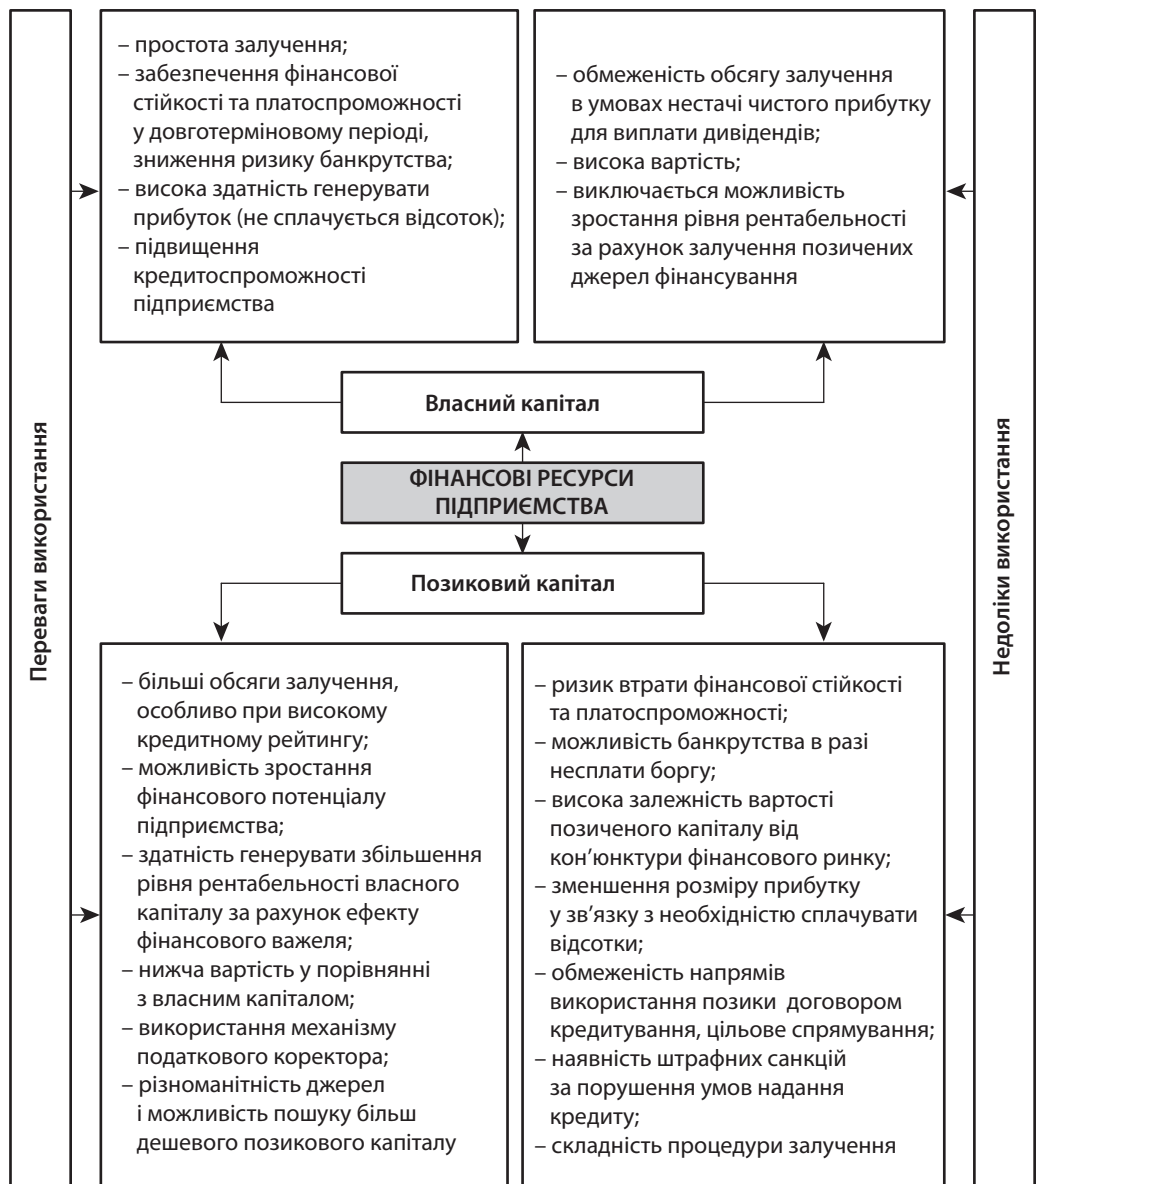 Переваги використання
– простота залучення;
– забезпечення фінансової
стійкості та платоспроможності
у довготерміновому періоді,
зниження ризику банкрутства;
– висока здатність генерувати
прибуток (не сплачується відсоток);
– підвищення
кредитоспроможності
підприємства
– обмеженість обсягу залучення
в умовах нестачі чистого прибутку
для виплати дивідендів;
– висока вартість;
– виключається можливість
зростання рівня рентабельності
за рахунок залучення позичених
джерел фінансування
Недоліки використання
Власний капітал
ФІНАНСОВІ РЕСУРСИ
ПІДПРИЄМСТВА
Позиковий капітал
– більші обсяги залучення,
особливо при високому
кредитному рейтингу;
– можливість зростання
фінансового потенціалу
підприємства;
– здатність генерувати збільшення
рівня рентабельності власного
капіталу за рахунок ефекту
фінансового важеля;
– нижча вартість у порівнянні
з власним капіталом;
– використання механізму
податкового коректора;
– різноманітність джерел
і можливість пошуку більш
дешевого позикового капіталу
– ризик втрати фінансової стійкості
та платоспроможності;
– можливість банкрутства в разі
несплати боргу;
– висока залежність вартості
позиченого капіталу від
кон’юнктури фінансового ринку;
– зменшення розміру прибутку
у зв’язку з необхідністю сплачувати
відсотки;
– обмеженість напрямів
використання позики договором
кредитування, цільове спрямування;
– наявність штрафних санкцій
за порушення умов надання
кредиту;
– складність процедури залучення